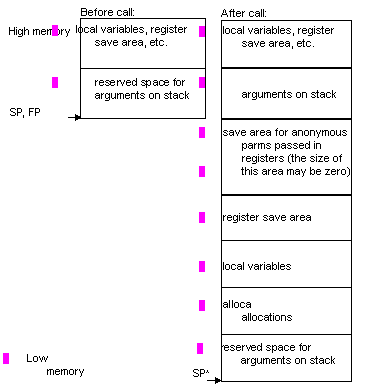 Before call:
After call:
High memory
local variables, register
save area, etc.
local variables, register
save area, etc.
reserved space for
arguments on stack
arguments on stack
SP, FP
save area for anonymous
parms passed in
registers (the size of
this area may be zero)
register save area
local variables
alloca
allocations
reserved space for
arguments on stack
Low
memory
SP^